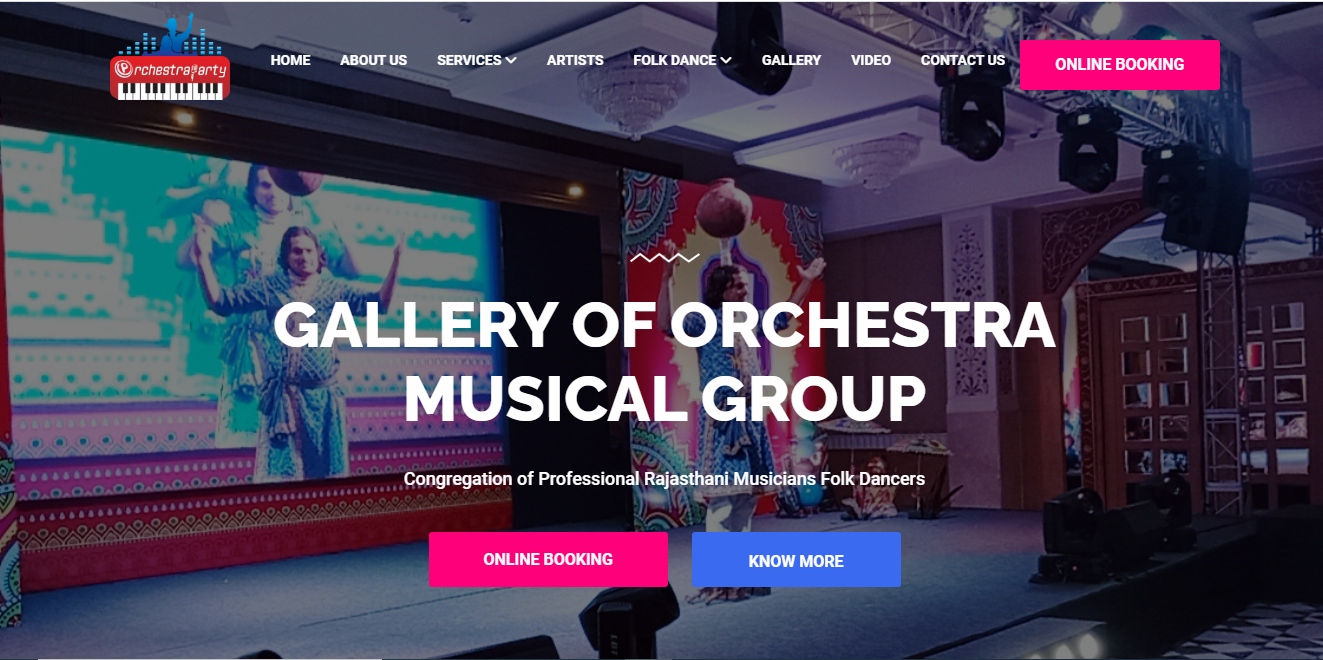 Orchestra Party
HOME
ABOUT US
SERVICES
ARTISTS
FOLK DANCE
GALLERY
VIDEO
CONTACT US
ONLINE BOOKING
GALLERY OF ORCHESTRA
MUSICAL GROUP
Congregation of Professional Rajasthani Musicians Folk Dancers
ONLINE BOOKING
KNOW MORE